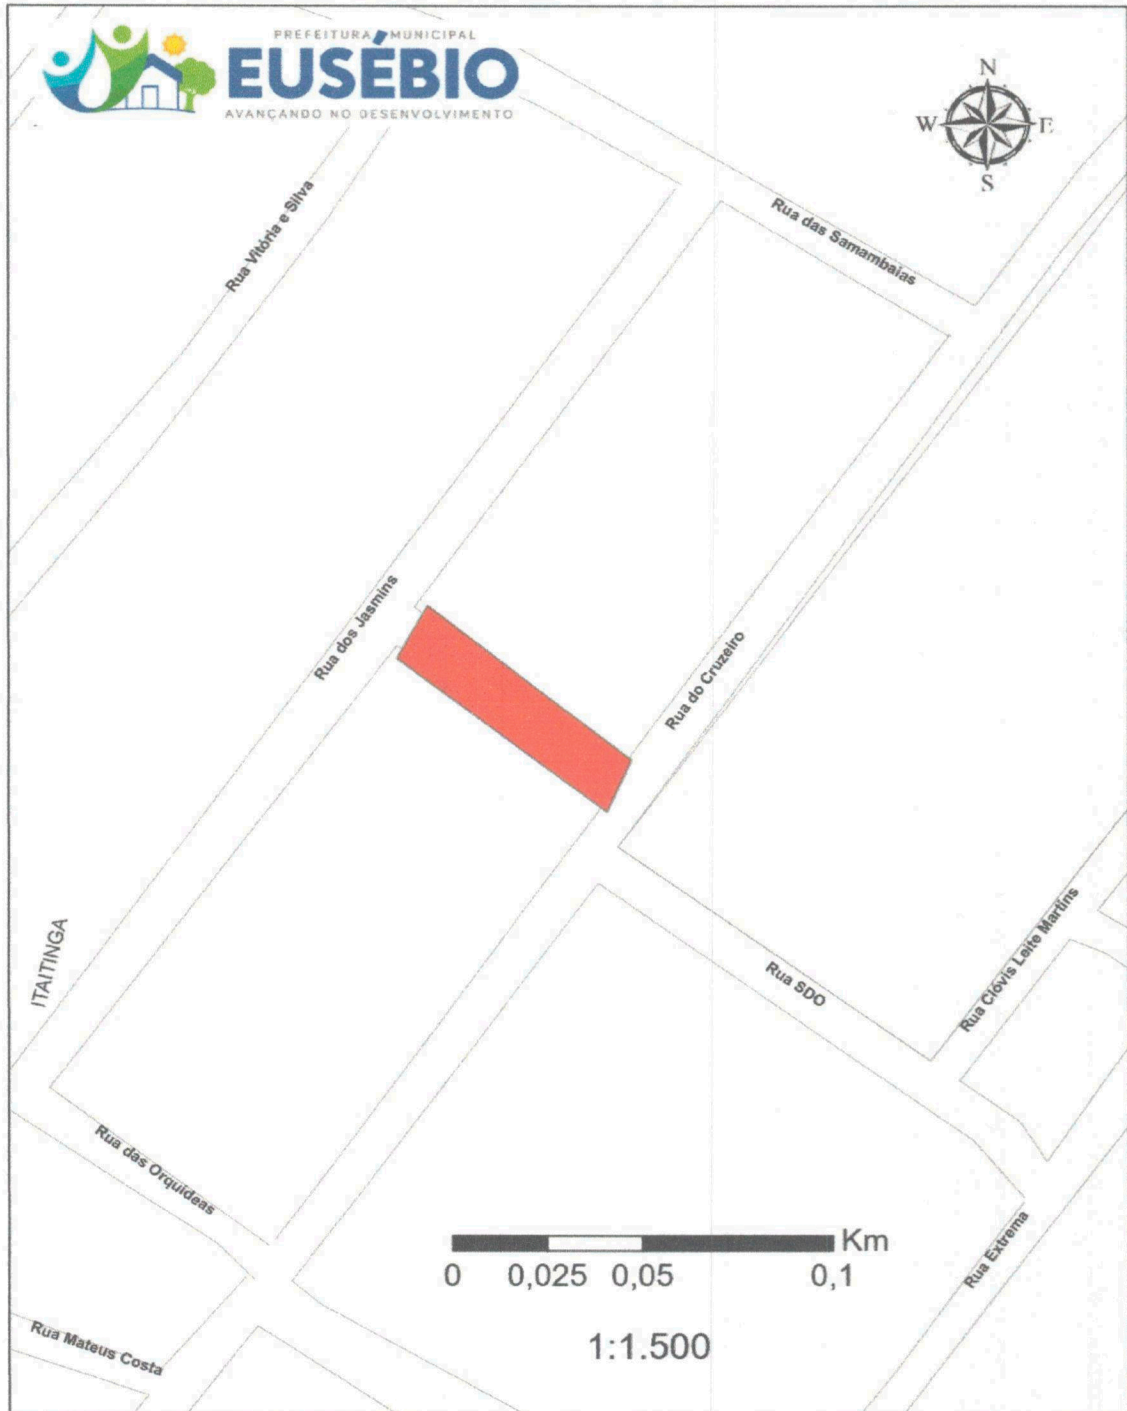 PREFEITURA MUNICIPAL
EUSÉBIO
AVANÇANDO NO DESENVOLVIMENTO
N
W E
S
Rua Vitória e Silva
Rua das Samambaias
Rua dos Jasmins
Rua do Cruzeiro
ITAITINGA
Rua Clóvis Leite Martins
Rua SDO
Rua das Orquídeas
Rua Extrema
Km
0 0,025 0,05 0,1
Rua Mateus Costa
1:1.500